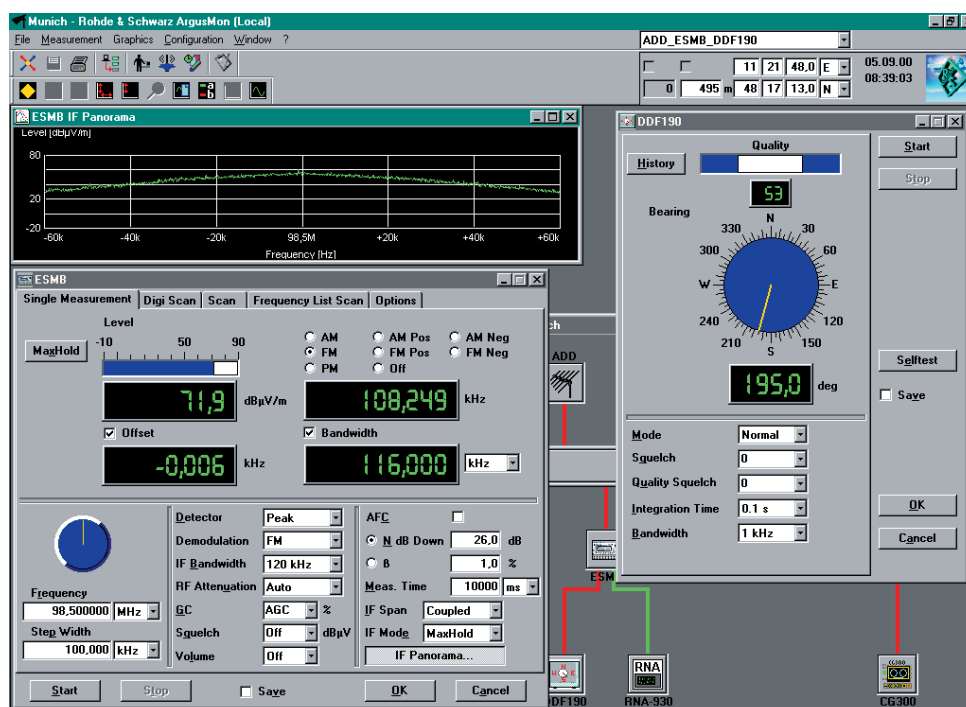 Munich - Rohde & Schwarz ArgusMon (Local)
File Measurement Graphics Configuration Window ?
ADD_ESMB_DDF190
11 21 48,0 E
0 495 m 48 17 13,0 N
05.09.00
08:39:03
ESMB IF Panorama
Level [dBµV/m]
80
20
-20
-60k -40k -20k 98,5M +20k +40k +60k
Frequency [Hz]
ESMB
Single Measurement Digi Scan Scan Frequency List Scan Options
Level
MaxHold
-10 50 90
AM AM Pos AM Neg
FM FM Pos FM Neg
PM Off
71,9 dBµV/m
108,249 kHz
Offset
Bandwidth
-0,006 kHz
116,000 kHz
Frequency
98,500000 MHz
Step Width
100,000 kHz
Detector Peak
Demodulation FM
IF Bandwidth 120 kHz
RF Attenuation Auto
GC AGC %
Squelch Off dBµV
Volume Off
AFC
N dB Down 26,0 dB
B 1,0 %
Meas. Time 10000 ms
IF Span Coupled
IF Mode MaxHold
IF Panorama...
Start Stop Save OK Cancel
ch
ADD
ESM
DDF190
RNA
RNA-930
CG300
CG300
DDF190
Quality
History
53
Bearing
N
30
60
E
120
150
S
210
240
W
300
330
195,0 deg
Mode Normal
Squelch 0
Quality Squelch 0
Integration Time 0.1 s
Bandwidth 1 kHz
Start
Stop
Selftest
Save
OK
Cancel